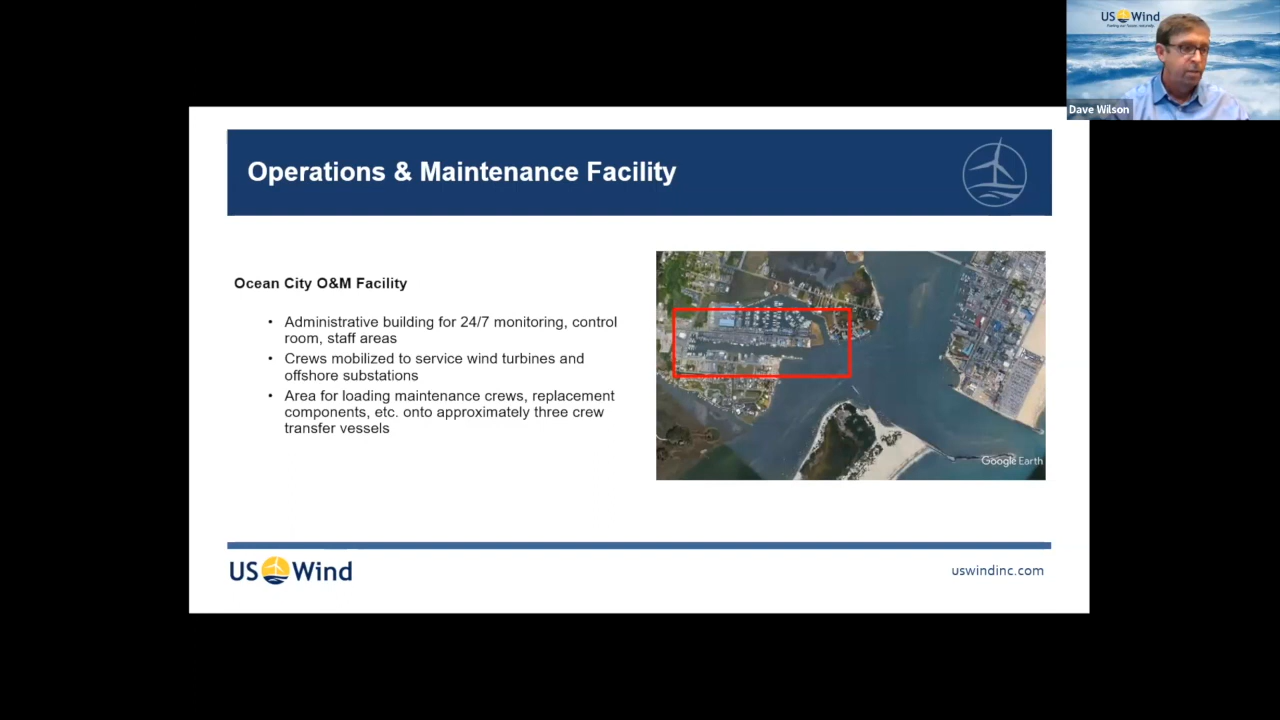 US Wind
Dave Wilson
Operations & Maintenance Facility
Ocean City O&M Facility
• Administrative building for 24/7 monitoring, control
room, staff areas
• Crews mobilized to service wind turbines and
offshore substations
• Area for loading maintenance crews, replacement
components, etc. onto approximately three crew
transfer vessels
Google Earth
US Wind
uswindinc.com